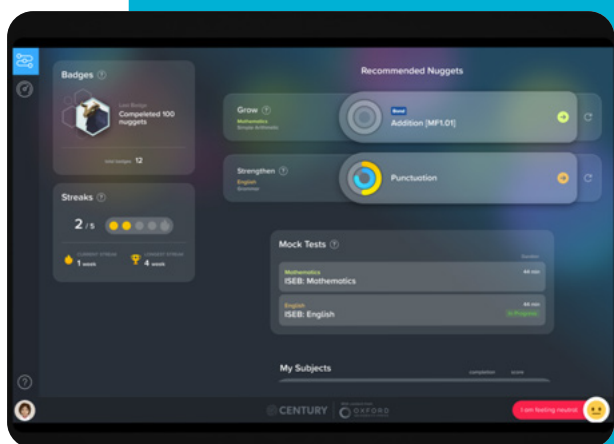 Badges
Last Badge
Compeleted 100
nuggets
total badges 12
Streaks
2 / 5
CURRENT STREAK
1 week
LONGEST STREAK
4 week
Recommended Nuggets
Grow
Mathematics
Simple Arithmetic
Addition [MF1.01]
Strengthen
English
Grammar
Punctuation
Mock Tests
Duration
Mathematics
ISEB: Mathematics
44 min
English
ISEB: English
44 min
In Progress
My Subjects
completion
score
CENTURY
OXFORD
I am feeling neutral